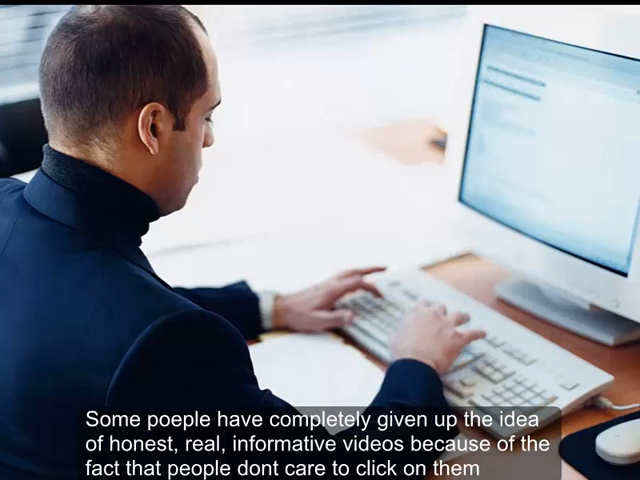 Some poeple have completely given up the idea
of honest, real, informative videos because of the
fact that people dont care to click on them